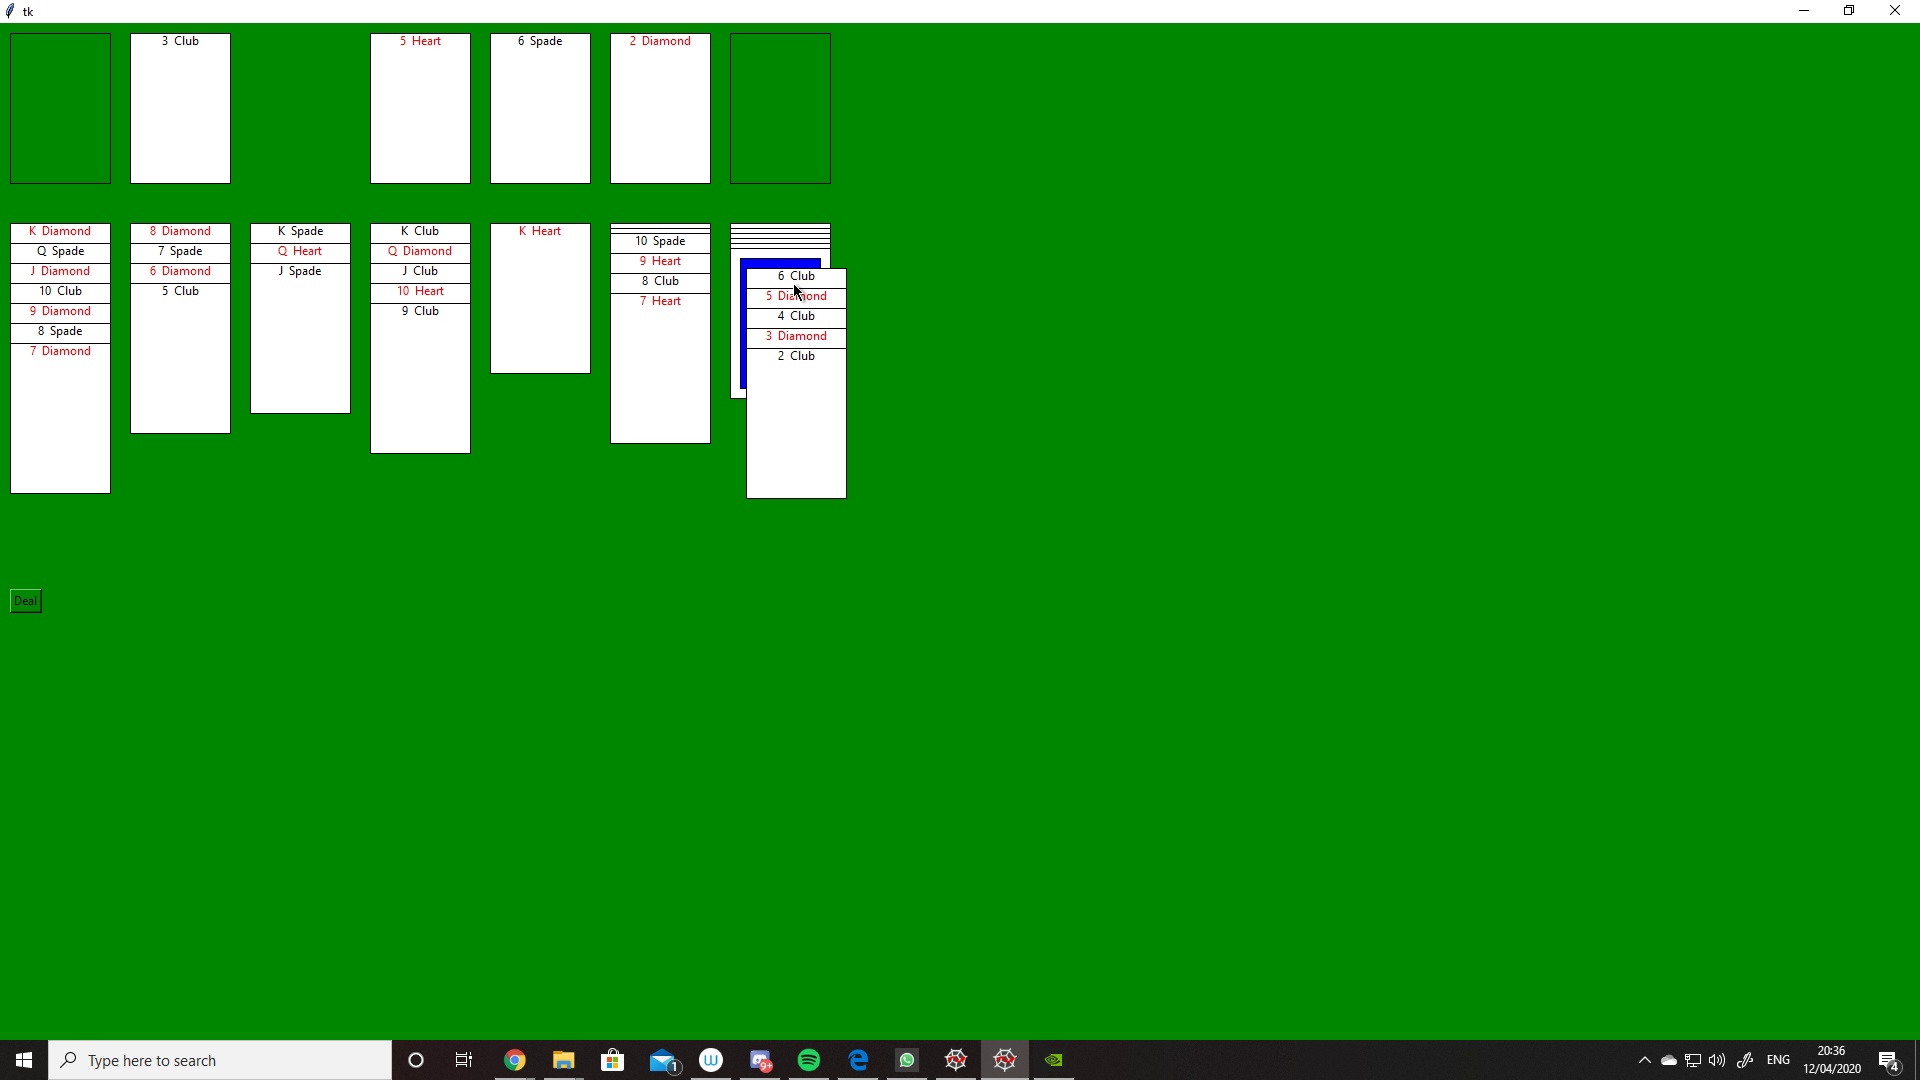 tk
3 Club
5 Heart
6 Spade
2 Diamond
K Diamond
Q Spade
J Diamond
10 Club
9 Diamond
8 Spade
7 Diamond
8 Diamond
7 Spade
6 Diamond
5 Club
K Spade
Q Heart
J Spade
K Club
Q Diamond
J Club
10 Heart
9 Club
K Heart
10 Spade
9 Heart
8 Club
7 Heart
6 Club
5 Diamond
4 Club
3 Diamond
2 Club
Deal
Type here to search
1
W
9+
ENG
20:36
12/04/2020
4